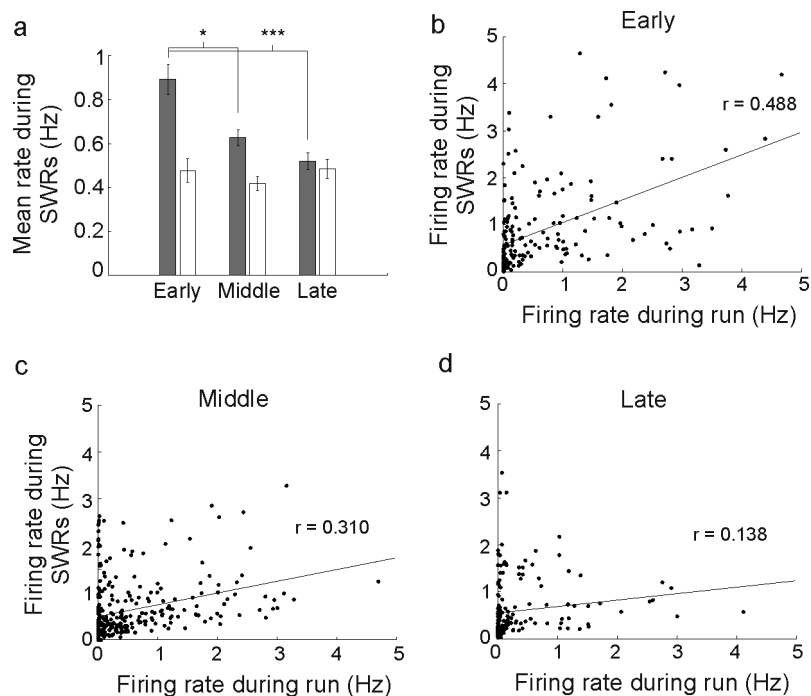 a
* ***
Mean rate during
SWRs (Hz)
1
0.8
0.6
0.4
0.2
0
Early Middle Late
b
Early
Firing rate during
SWRs (Hz)
5
4
3
2
1
0
r = 0.488
0 1 2 3 4 5
Firing rate during run (Hz)
c
Middle
Firing rate during
SWRs (Hz)
5
4
3
2
1
0
r = 0.310
0 1 2 3 4 5
Firing rate during run (Hz)
d
Late
5
4
3
2
1
0
r = 0.138
0 1 2 3 4 5
Firing rate during run (Hz)